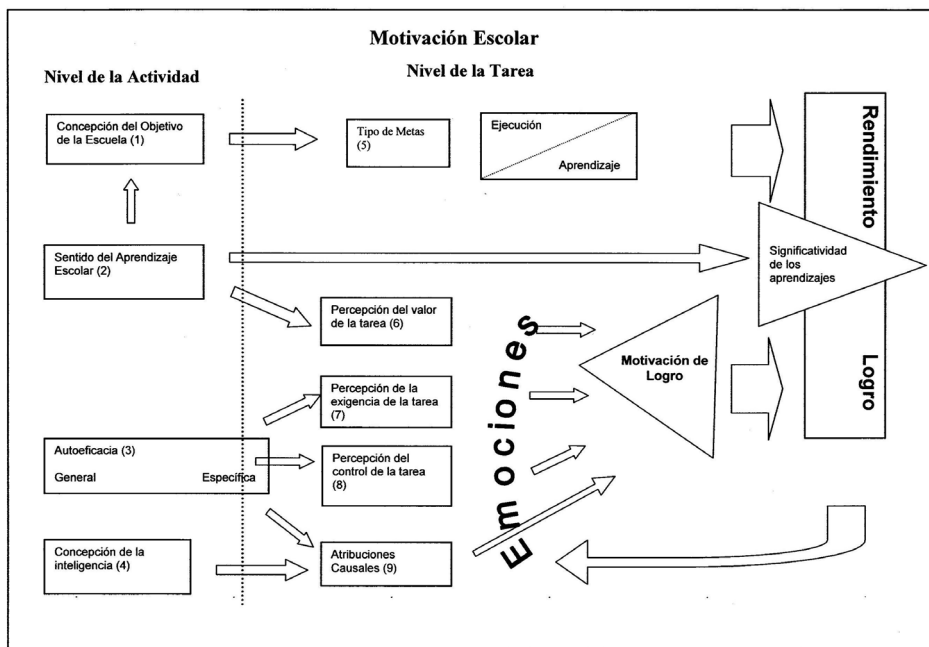 Motivación Escolar
Nivel de la Actividad
Nivel de la Tarea
Concepción del Objetivo
de la Escuela (1)
Tipo de Metas
(5)
Ejecución
Aprendizaje
Rendimiento
Sentido del Aprendizaje
Escolar (2)
Significatividad
de los
aprendizajes
Percepción del valor
de la tarea (6)
Emociones
Motivación de
Logro
Logro
Percepción de la
exigencia de la tarea
(7)
Autoeficacia (3)
General Específica
Percepción del
control de la tarea
(8)
Concepción de la
inteligencia (4)
Atribuciones
Causales (9)